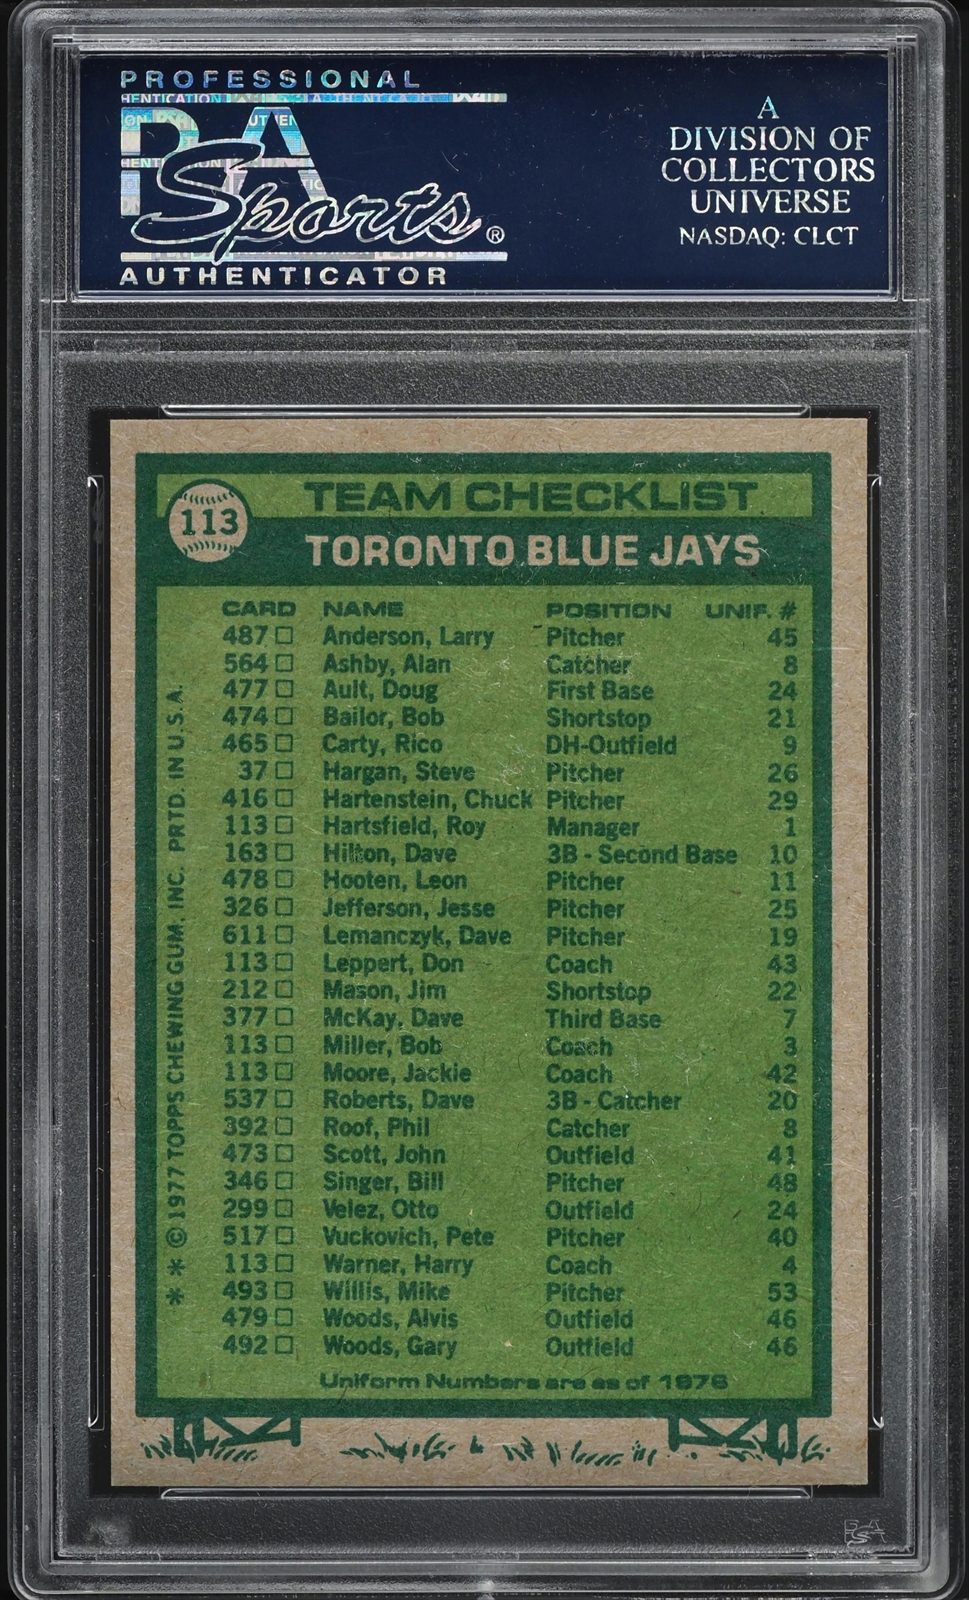 PROFESSIONAL
PSA
Sports®
AUTHENTICATOR
A
DIVISION OF
COLLECTORS
UNIVERSE
NASDAQ: CLCT
113
TEAM CHECKLIST
TORONTO BLUE JAYS
CARD NAME POSITION UNIF. #
487 Anderson, Larry Pitcher 45
564 Ashby, Alan Catcher 8
477 Ault, Doug First Base 24
474 Bailor, Bob Shortstop 21
465 Carty, Rico DH-Outfield 9
37 Hargan, Steve Pitcher 26
416 Hartenstein, Chuck Pitcher 29
113 Hartsfield, Roy Manager 1
163 Hilton, Dave 3B - Second Base 10
478 Hooten, Leon Pitcher 11
326 Jefferson, Jesse Pitcher 25
611 Lemanczyk, Dave Pitcher 19
113 Leppert, Don Coach 43
212 Mason, Jim Shortstop 22
377 McKay, Dave Third Base 7
113 Miller, Bob Coach 3
113 Moore, Jackie Coach 42
537 Roberts, Dave 3B - Catcher 20
392 Roof, Phil Catcher 8
473 Scott, John Outfield 41
346 Singer, Bill Pitcher 48
299 Velez, Otto Outfield 24
517 Vuckovich, Pete Pitcher 40
113 Warner, Harry Coach 4
493 Willis, Mike Pitcher 53
479 Woods, Alvis Outfield 46
492 Woods, Gary Outfield 46
Uniform Numbers are as of 1976
* * © 1977 TOPPS CHEWING GUM, INC. PRTD. IN U.S.A.
PSA